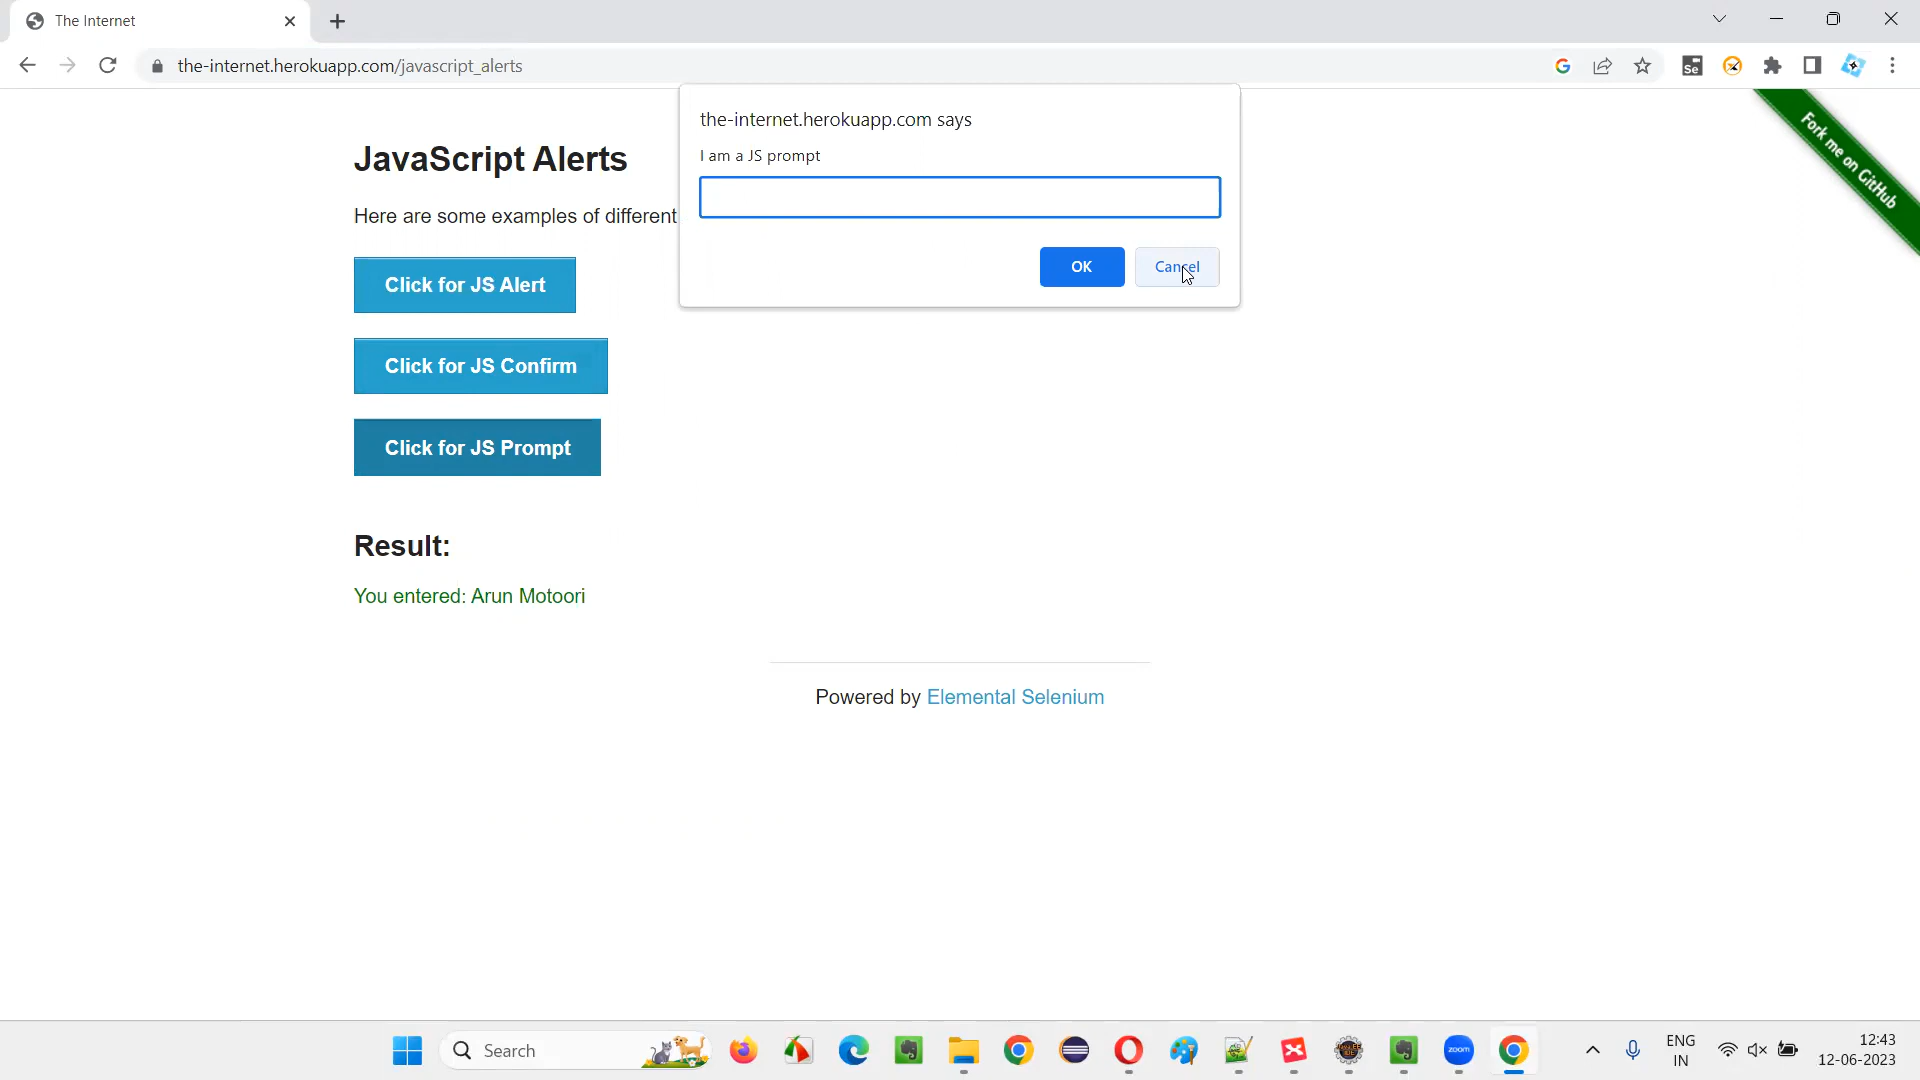 The Internet
the-internet.herokuapp.com/javascript_alerts
the-internet.herokuapp.com says
I am a JS prompt
OK
Cancel
Fork me on GitHub
JavaScript Alerts
Here are some examples of different
Click for JS Alert
Click for JS Confirm
Click for JS Prompt
Result:
You entered: Arun Motoori
Powered by Elemental Selenium
Search
zoom
ENG
IN
12:43
12-06-2023